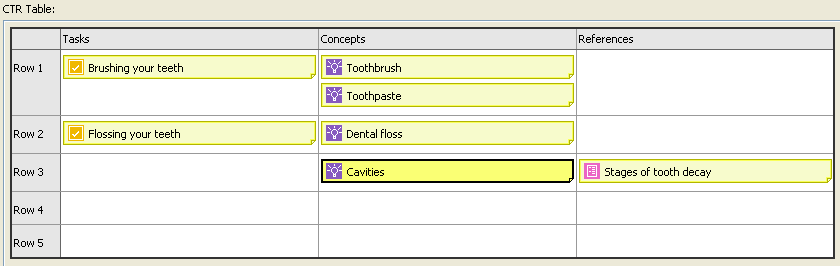 CTR Table:
Tasks Concepts References
Row 1 Brushing your teeth Toothbrush
Toothpaste
Row 2 Flossing your teeth Dental floss
Row 3 Cavities Stages of tooth decay
Row 4
Row 5